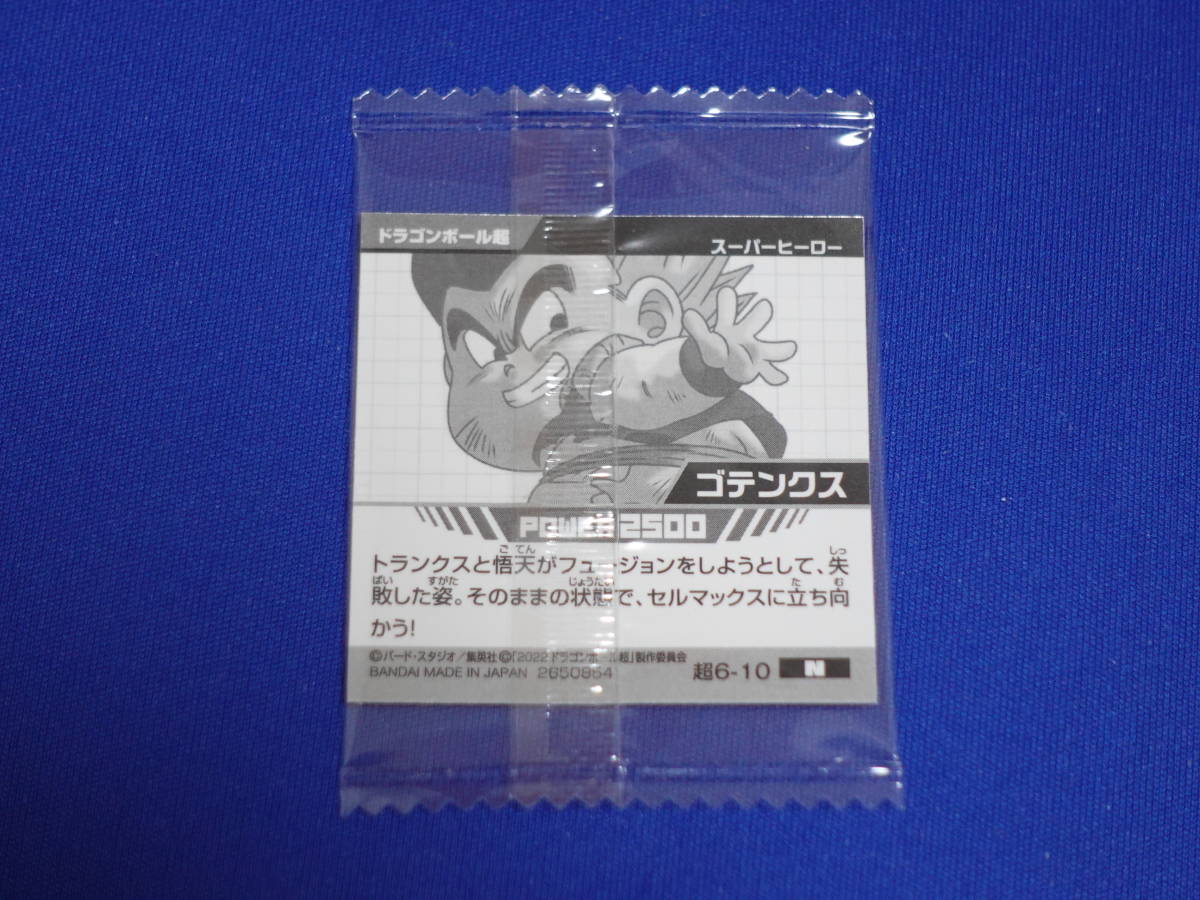 ドラゴンボール超
スーパーヒーロー
ゴテンクス
POWER 2500
トランクスと悟天がフュージョンをしようとして、失
敗した姿。そのままの状態で、セルマックスに立ち向
かう!
©バード・スタジオ/集英社 ©「2022 ドラゴンボール超」製作委員会
BANDAI MADE IN JAPAN 2650854
超6-10 N